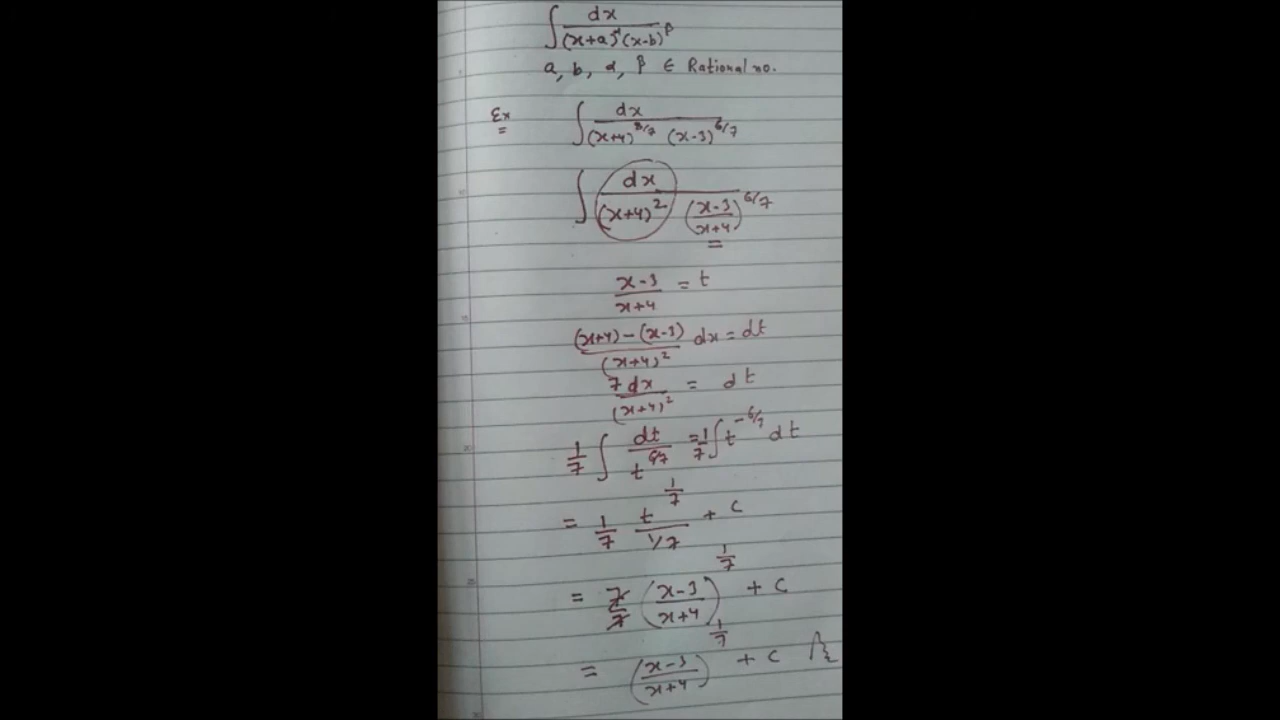 ∫ dx / (x+a)^α (x-b)^β
a, b, α, β ∈ Rational no.
Ex = ∫ dx / (x+4)^8/7 (x-3)^6/7
∫ dx / (x+4)^2 ((x-3)/(x+4))^6/7
(x-3)/(x+4) = t
((x+4) - (x-3))/(x+4)^2 dx = dt
7 dx/(x+4)^2 = dt
1/7 ∫ dt/t^6/7 = 1/7 ∫ t^-6/7 dt
= 1/7 t^1/7 / 1/7 + c
= 7/7 ((x-3)/(x+4))^1/7 + c
= ((x-3)/(x+4))^1/7 + c